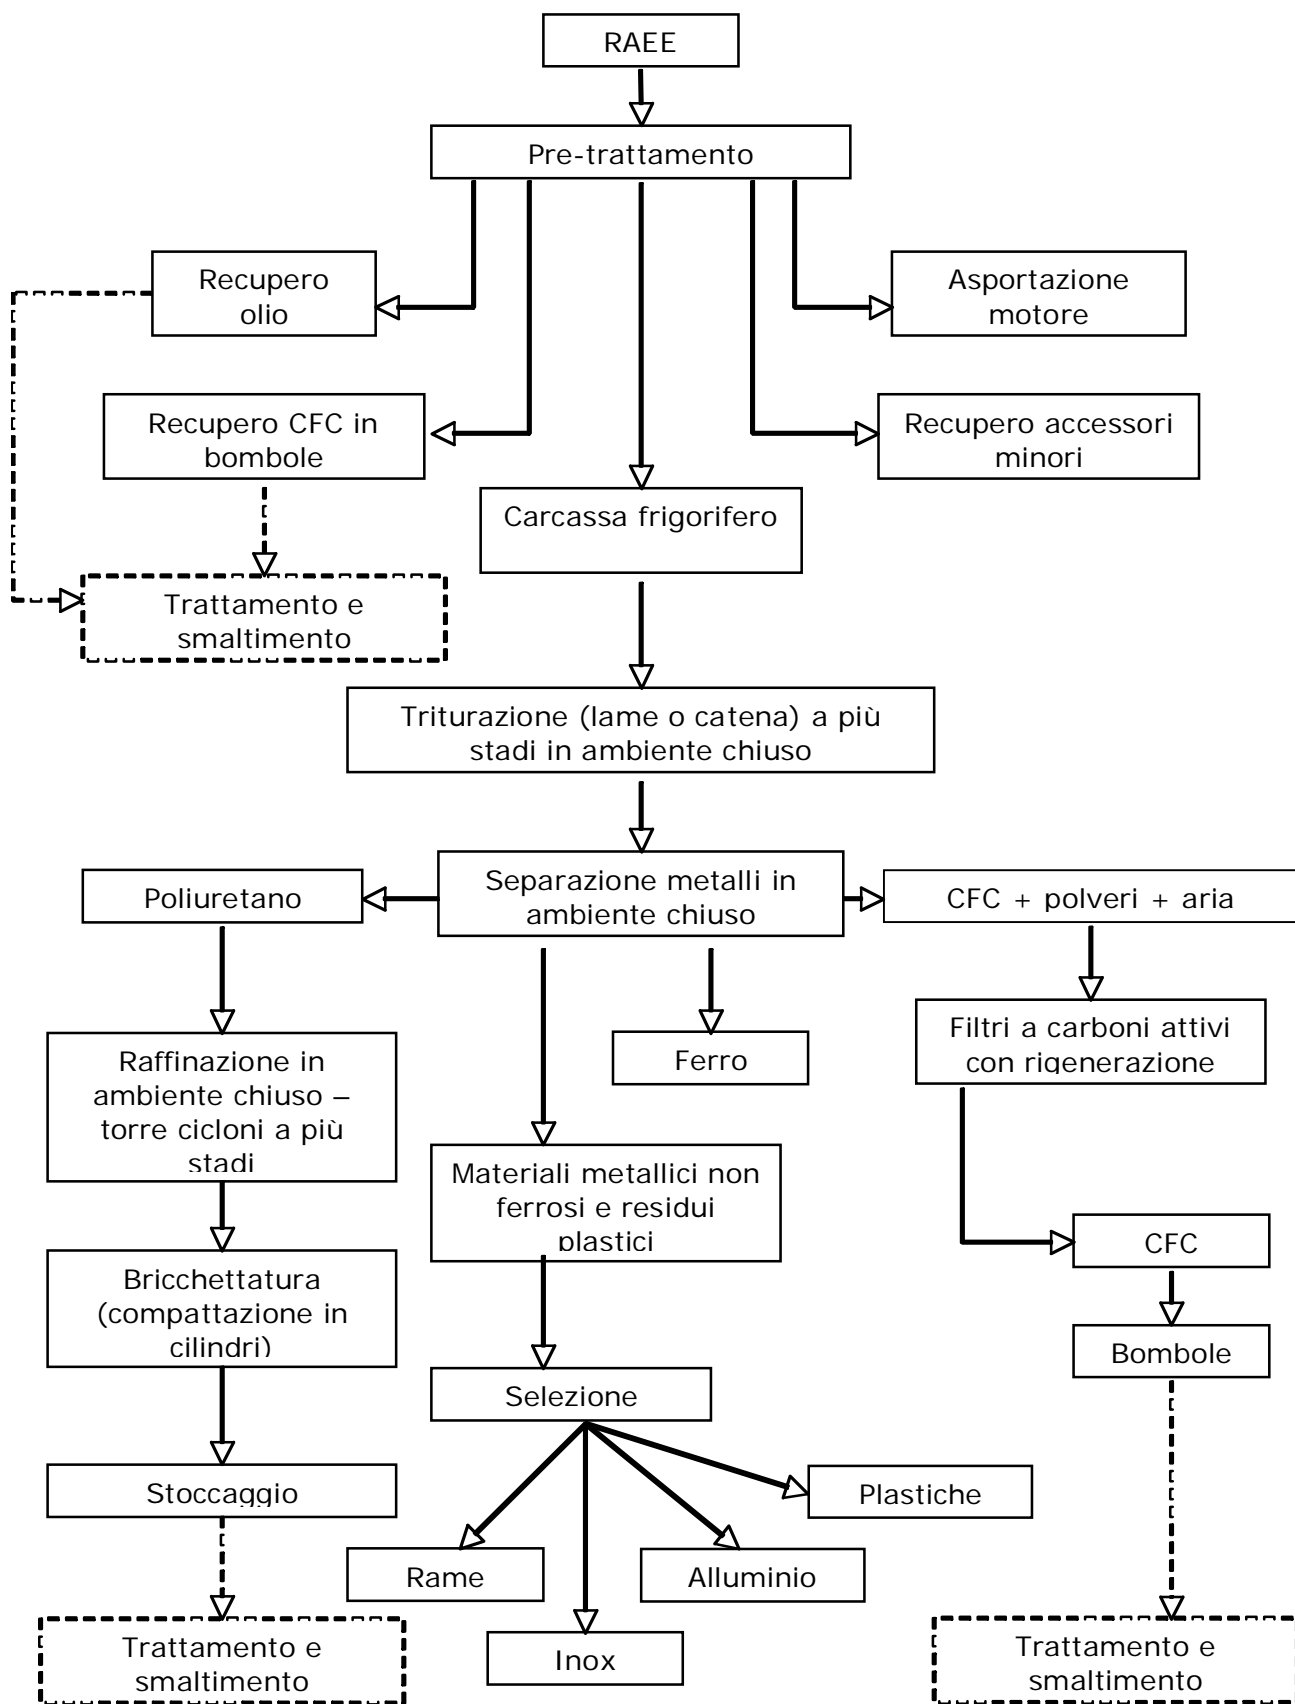 RAEE
Pre-trattamento
Recupero
olio
Asportazione
motore
Recupero CFC in
bombole
Recupero accessori
minori
Carcassa frigorifero
Trattamento e
smaltimento
Triturazione (lame o catena) a più
stadi in ambiente chiuso
Poliuretano
Separazione metalli in
ambiente chiuso
CFC + polveri + aria
Raffinazione in
ambiente chiuso –
torre cicloni a più
stadi
Ferro
Filtri a carboni attivi
con rigenerazione
Materiali metallici non
ferrosi e residui
plastici
CFC
Bricchettatura
(compattazione in
cilindri)
Bombole
Selezione
Stoccaggio
Plastiche
Rame
Alluminio
Inox
Trattamento e
smaltimento
Trattamento e
smaltimento